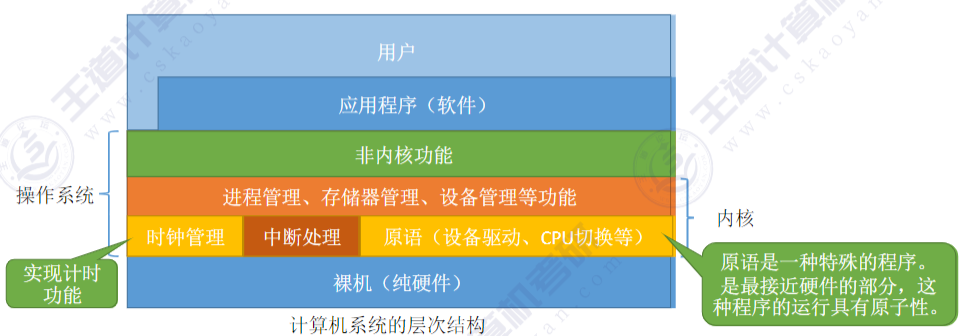 用户
应用程序（软件）
非内核功能
操作系统
进程管理、存储器管理、设备管理等功能
内核
时钟管理
中断处理
原语（设备驱动、CPU切换等）
实现计时
功能
裸机（纯硬件）
原语是一种特殊的程序。
是最接近硬件的部分，这
种程序的运行具有原子性。
计算机系统的层次结构
王道计算机考研
www.cskaoyan.com